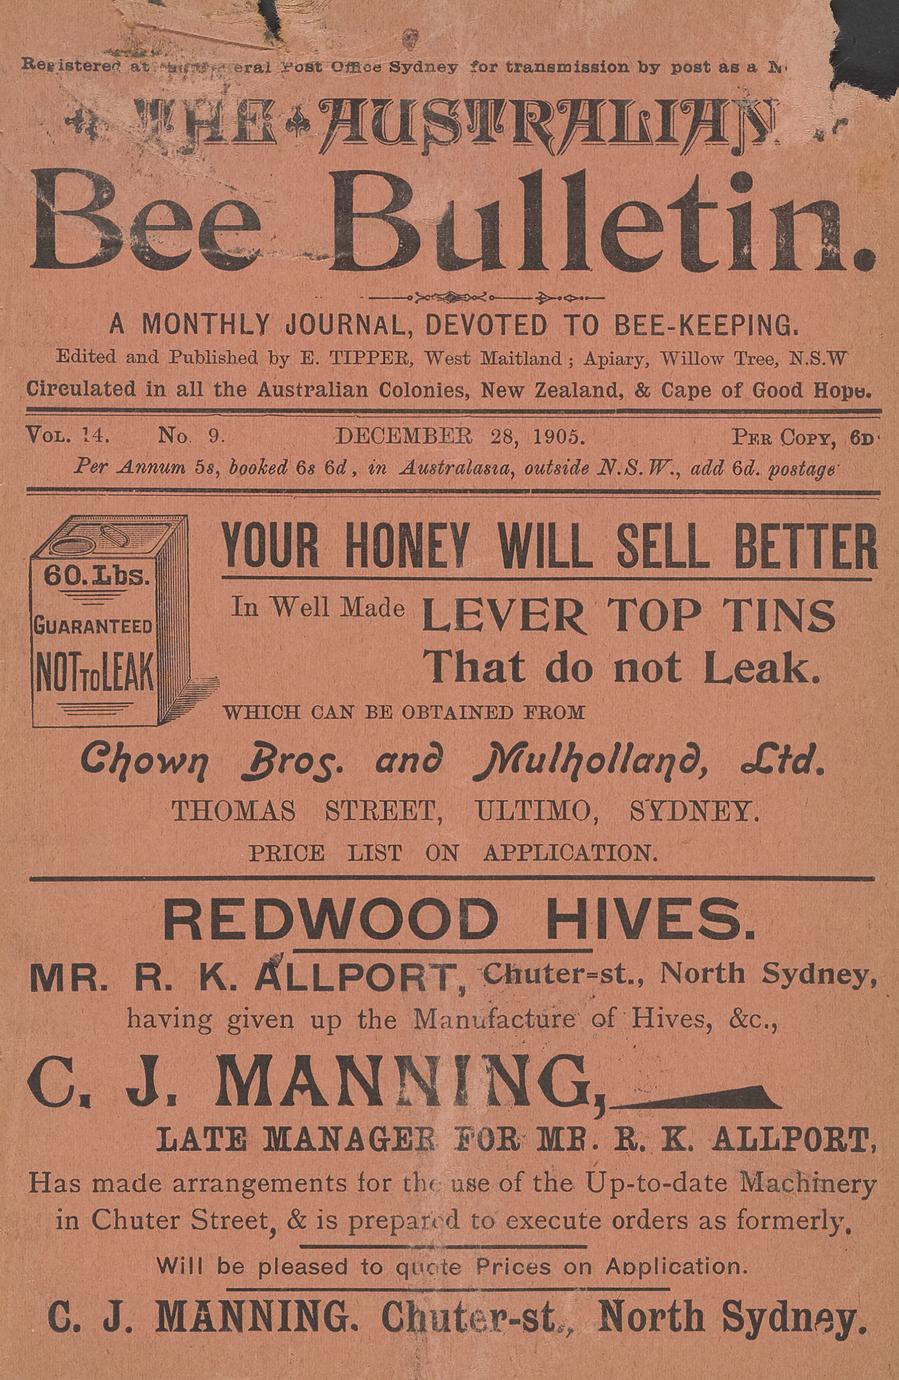 Registered at General Post Office Sydney for transmission by post as a
THE AUSTRALIAN
Bee Bulletin.
A MONTHLY JOURNAL, DEVOTED TO BEE-KEEPING.
Edited and Published by E. TIPPER, West Maitland ; Apiary, Willow Tree, N.S.W
Circulated in all the Australian Colonies, New Zealand, & Cape of Good Hope.
VOL. 14. No. 9. DECEMBER 28, 1905. PER COPY, 6D.
Per Annum 5s, booked 6s 6d, in Australasia, outside N.S.W., add 6d. postage
60.Lbs.
GUARANTEED
NOT TO LEAK
YOUR HONEY WILL SELL BETTER
In Well Made LEVER TOP TINS
That do not Leak.
WHICH CAN BE OBTAINED FROM
Chown Bros. and Mulholland, Ltd.
THOMAS STREET, ULTIMO, SYDNEY.
PRICE LIST ON APPLICATION.
REDWOOD HIVES.
MR. R. K. ALLPORT, Chuter=st., North Sydney,
having given up the Manufacture of Hives, &c.,
C. J. MANNING,
LATE MANAGER FOR MR. R. K. ALLPORT,
Has made arrangements for the use of the Up-to-date Machinery
in Chuter Street, & is prepared to execute orders as formerly.
Will be pleased to quote Prices on Application.
C. J. MANNING. Chuter-st., North Sydney.